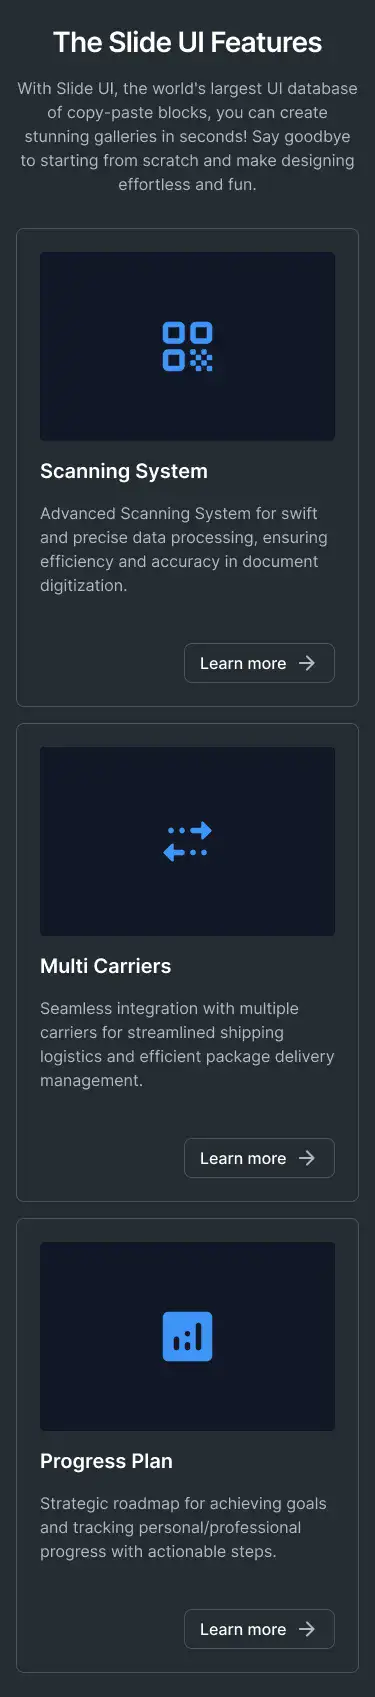 The Slide UI Features
With Slide UI, the world's largest UI database
of copy-paste blocks, you can create
stunning galleries in seconds! Say goodbye
to starting from scratch and make designing
effortless and fun.
Scanning System
Advanced Scanning System for swift
and precise data processing, ensuring
efficiency and accuracy in document
digitization.
Learn more
Multi Carriers
Seamless integration with multiple
carriers for streamlined shipping
logistics and efficient package delivery
management.
Learn more
Progress Plan
Strategic roadmap for achieving goals
and tracking personal/professional
progress with actionable steps.
Learn more